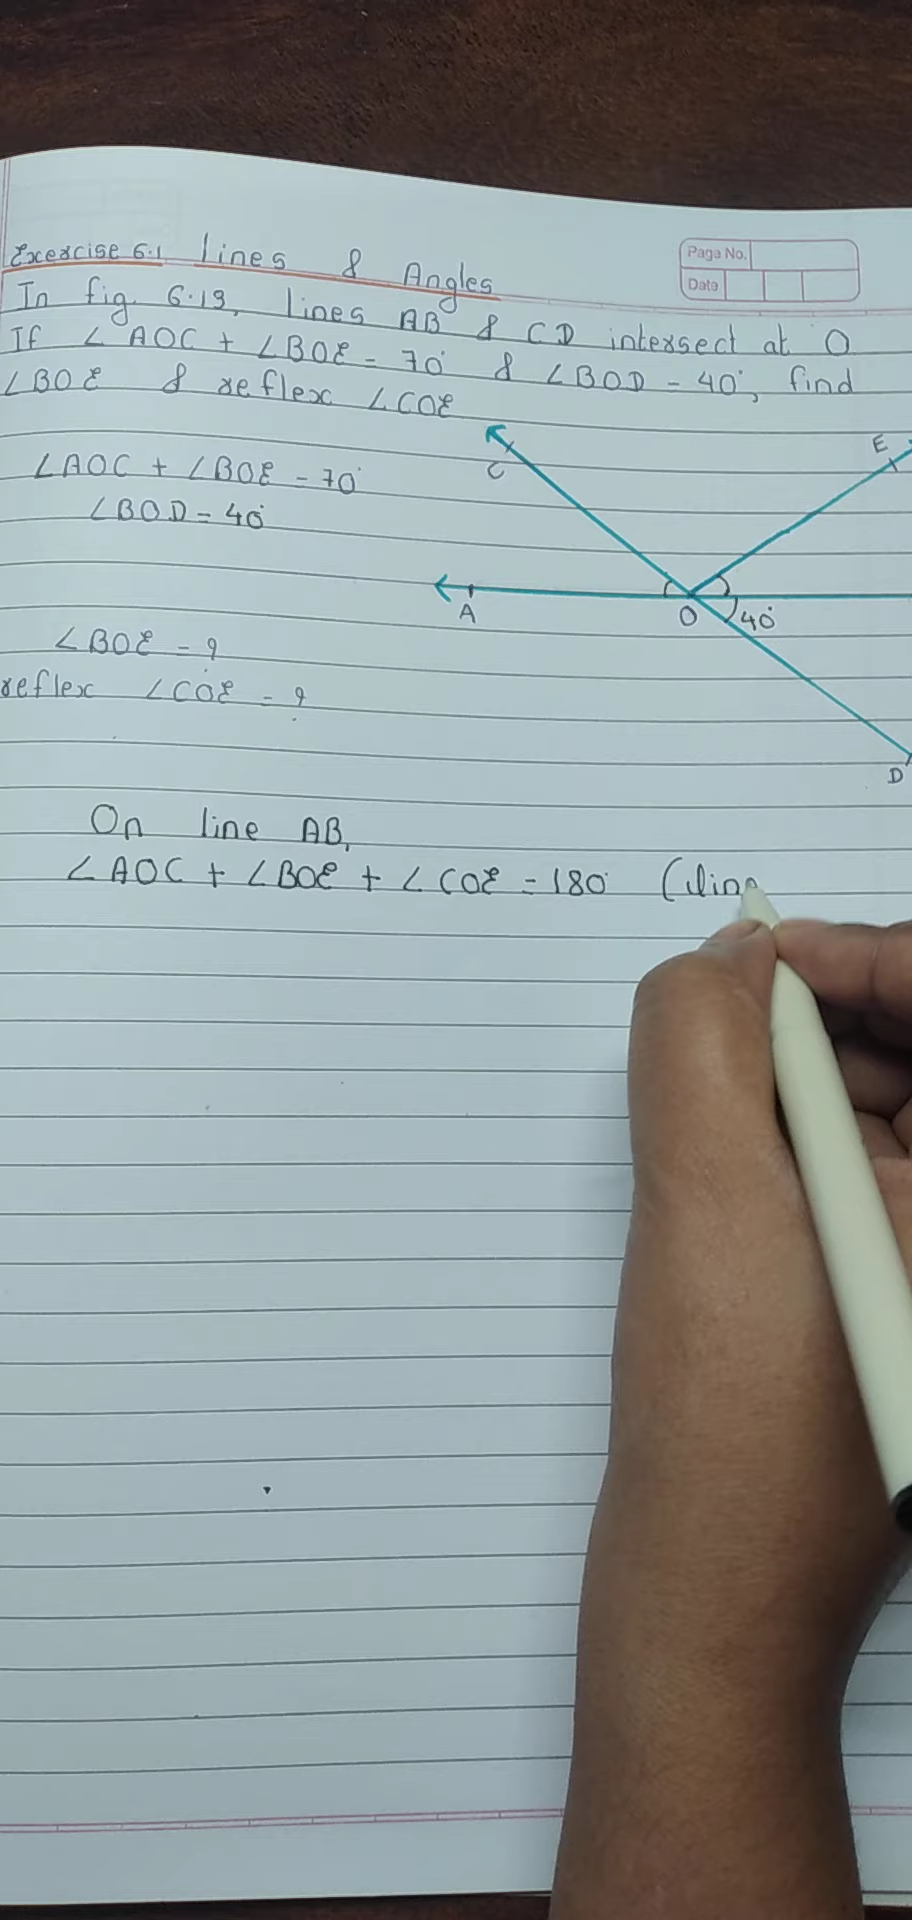 Exercise 6.1 Lines & Angles
Page No.
Date
In fig. 6.13, lines AB & CD intersect at O
If ∠AOC + ∠BOE = 70° & ∠BOD = 40°, find
∠BOE & reflex ∠COE
∠AOC + ∠BOE = 70°
∠BOD = 40°
C
E
A
O
40°
D
∠BOE = ?
reflex ∠COE = ?
On line AB,
∠AOC + ∠BOE + ∠COE = 180° (line